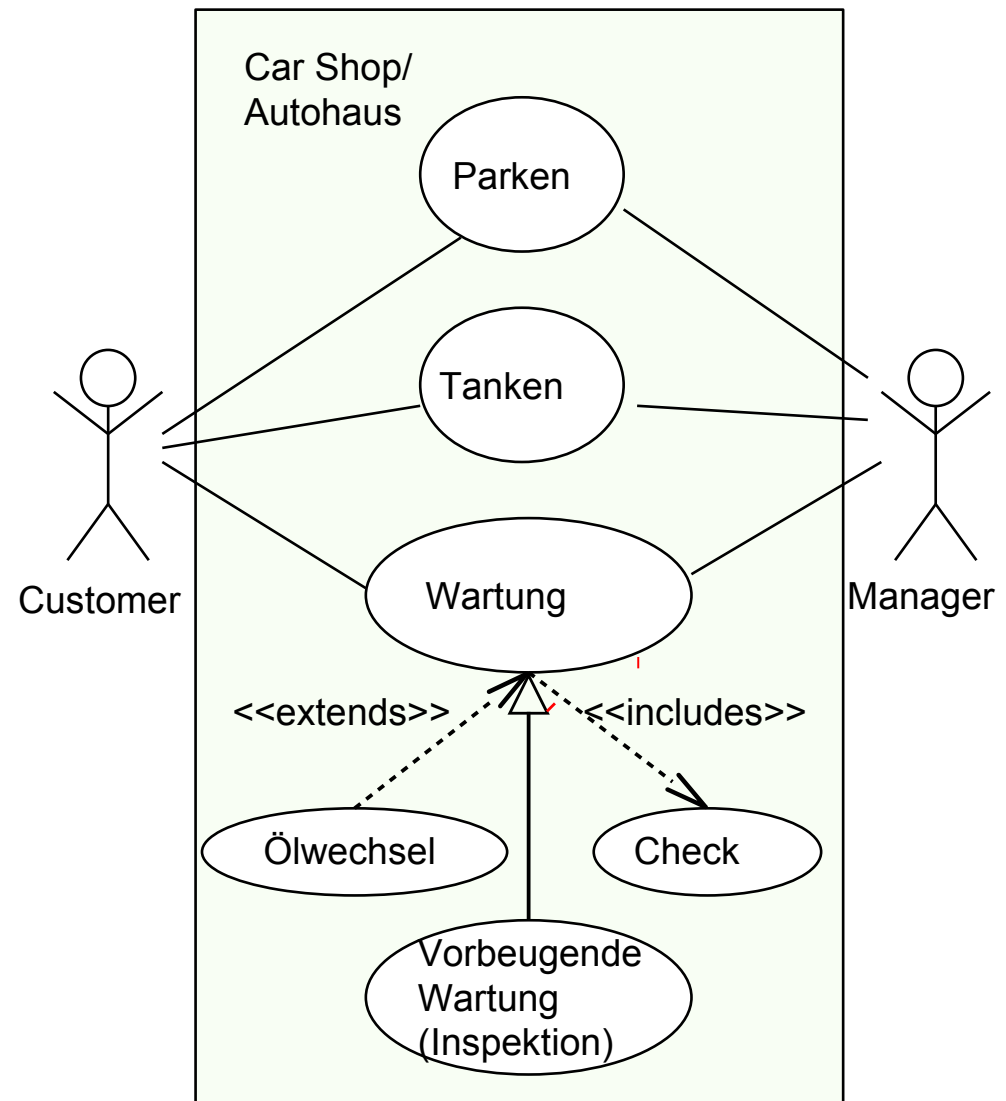 Car Shop/
Autohaus
Parken
Tanken
Customer
Wartung
Manager
<<extends>>
<<includes>>
Ölwechsel
Check
Vorbeugende
Wartung
(Inspektion)